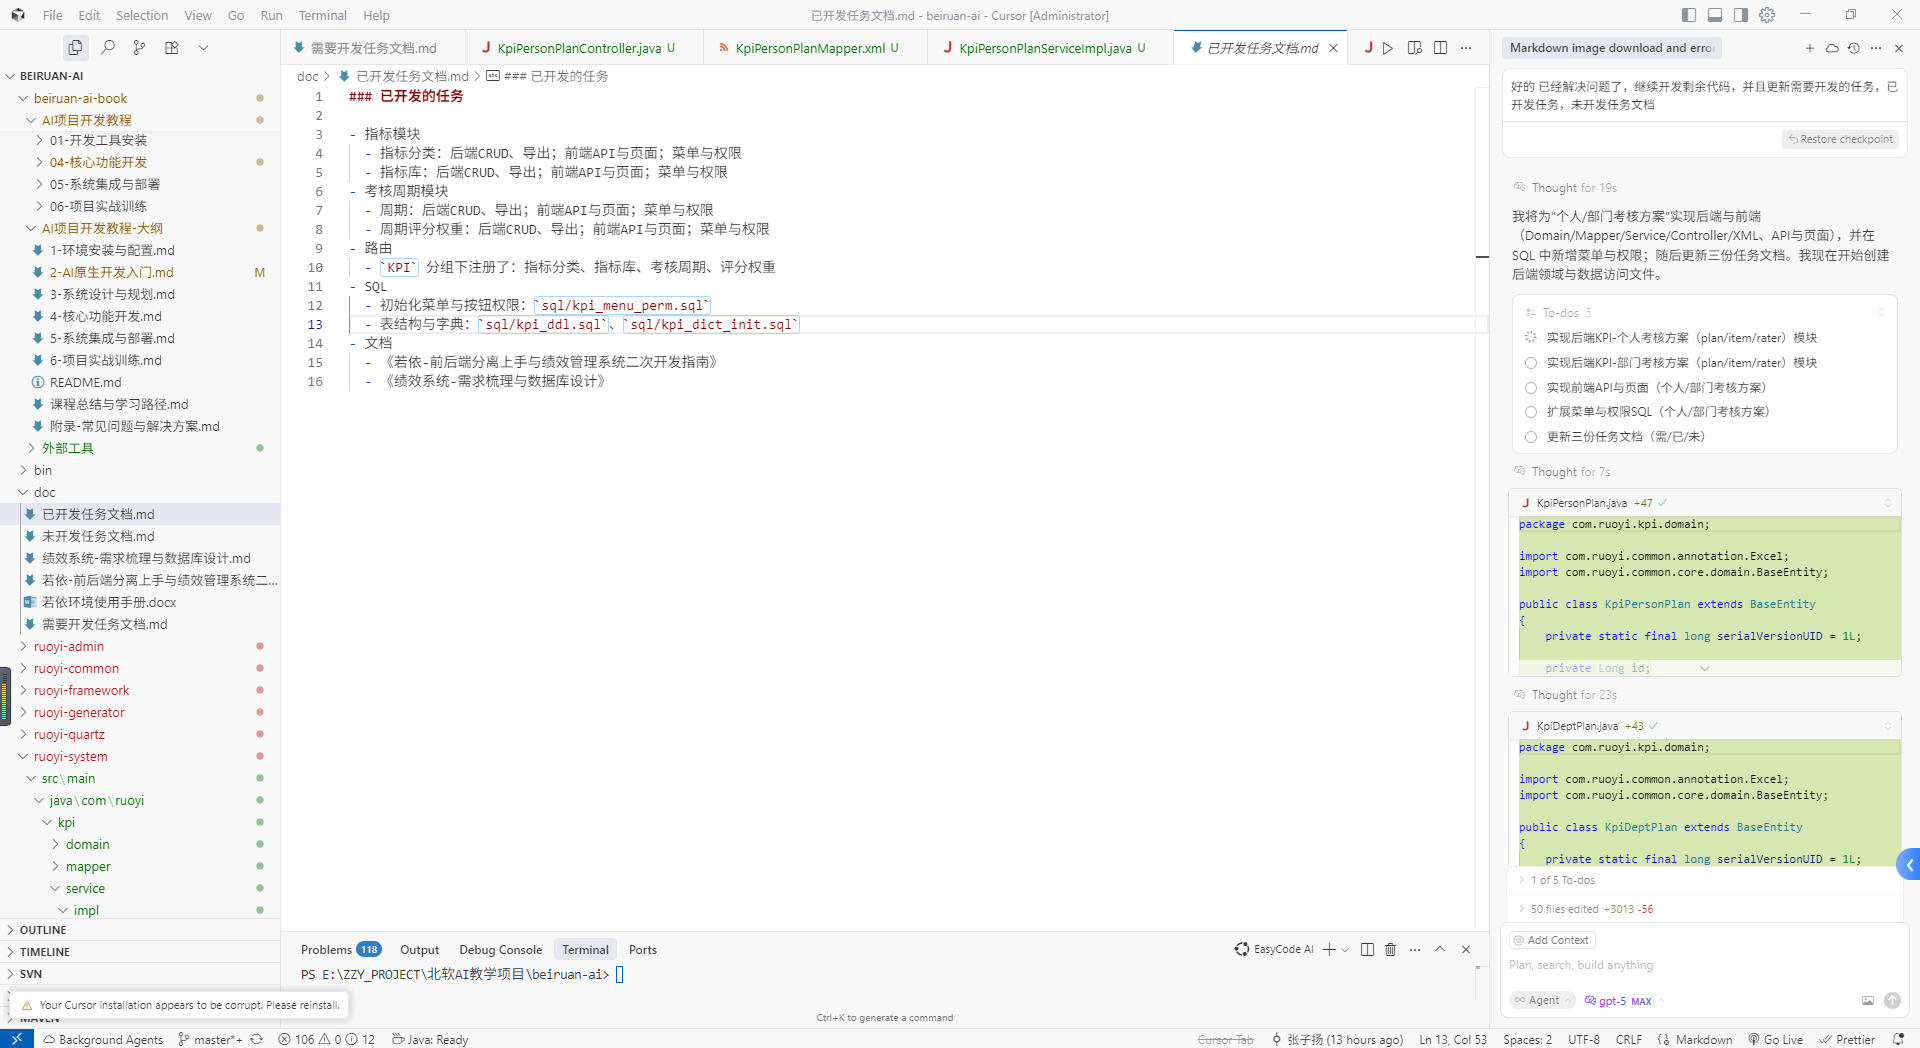 File Edit Selection View Go Run Terminal Help
已开发任务文档.md - beiruan-ai - Cursor [Administrator]
BEIRUAN-AI
beiruan-ai-book
AI项目开发教程
01-开发工具安装
04-核心功能开发
05-系统集成与部署
06-项目实战训练
AI项目开发教程-大纲
1-环境安装与配置.md
2-AI原生开发入门.md M
3-系统设计与规划.md
4-核心功能开发.md
5-系统集成与部署.md
6-项目实战训练.md
README.md
课程总结与学习路径.md
附录-常见问题与解决方案.md
外部工具
bin
doc
已开发任务文档.md
未开发任务文档.md
绩效系统-需求梳理与数据库设计.md
若依-前后端分离上手与绩效管理系统二...
若依环境使用手册.docx
需要开发任务文档.md
ruoyi-admin
ruoyi-common
ruoyi-framework
ruoyi-generator
ruoyi-quartz
ruoyi-system
src\main
java\com\ruoyi
kpi
domain
mapper
service
impl
OUTLINE
TIMELINE
SVN
MAVEN
Your Cursor installation appears to be corrupt. Please reinstall.
需要开发任务文档.md
KpiPersonPlanController.java U
KpiPersonPlanMapper.xml U
KpiPersonPlanServiceImpl.java U
已开发任务文档.md
doc > 已开发任务文档.md > ### 已开发的任务
1 ### 已开发的任务
2
3 - 指标模块
4 - 指标分类：后端CRUD、导出；前端API与页面；菜单与权限
5 - 指标库：后端CRUD、导出；前端API与页面；菜单与权限
6 - 考核周期模块
7 - 周期：后端CRUD、导出；前端API与页面；菜单与权限
8 - 周期评分权重：后端CRUD、导出；前端API与页面；菜单与权限
9 - 路由
10 - `KPI` 分组下注册了：指标分类、指标库、考核周期、评分权重
11 - SQL
12 - 初始化菜单与按钮权限：`sql/kpi_menu_perm.sql`
13 - 表结构与字典：`sql/kpi_ddl.sql`、`sql/kpi_dict_init.sql`
14 - 文档
15 - 《若依-前后端分离上手与绩效管理系统二次开发指南》
16 - 《绩效系统-需求梳理与数据库设计》
Problems 118 Output Debug Console Terminal Ports
EasyCode AI
PS E:\ZZY_PROJECT\北软AI教学项目\beiruan-ai>
Ctrl+K to generate a command
Markdown image download and erro
好的 已经解决问题了，继续开发剩余代码，并且更新需要开发的任务，已
开发任务，未开发任务文档
Restore checkpoint
Thought for 19s
我将为“个人/部门考核方案”实现后端与前端
（Domain/Mapper/Service/Controller/XML、API与页面），并在
SQL 中新增菜单与权限；随后更新三份任务文档。我现在开始创建
后端领域与数据访问文件。
To-dos 5
实现后端KPI-个人考核方案（plan/item/rater）模块
实现后端KPI-部门考核方案（plan/item/rater）模块
实现前端API与页面（个人/部门考核方案）
扩展菜单与权限SQL（个人/部门考核方案）
更新三份任务文档（需/已/未）
Thought for 7s
KpiPersonPlan.java +47
package com.ruoyi.kpi.domain;
import com.ruoyi.common.annotation.Excel;
import com.ruoyi.common.core.domain.BaseEntity;
public class KpiPersonPlan extends BaseEntity
{
private static final long serialVersionUID = 1L;
private Long id;
Thought for 23s
KpiDeptPlan.java +43
package com.ruoyi.kpi.domain;
import com.ruoyi.common.annotation.Excel;
import com.ruoyi.common.core.domain.BaseEntity;
public class KpiDeptPlan extends BaseEntity
{
private static final long serialVersionUID = 1L;
1 of 5 To-dos
50 files edited +3013 -56
@ Add Context
Plan, search, build anything
Agent gpt-5 MAX
Background Agents master*+ 106 0 12 Java: Ready
Cursor Tab 张子扬 (13 hours ago) Ln 13, Col 53 Spaces: 2 UTF-8 CRLF Markdown Go Live Prettier